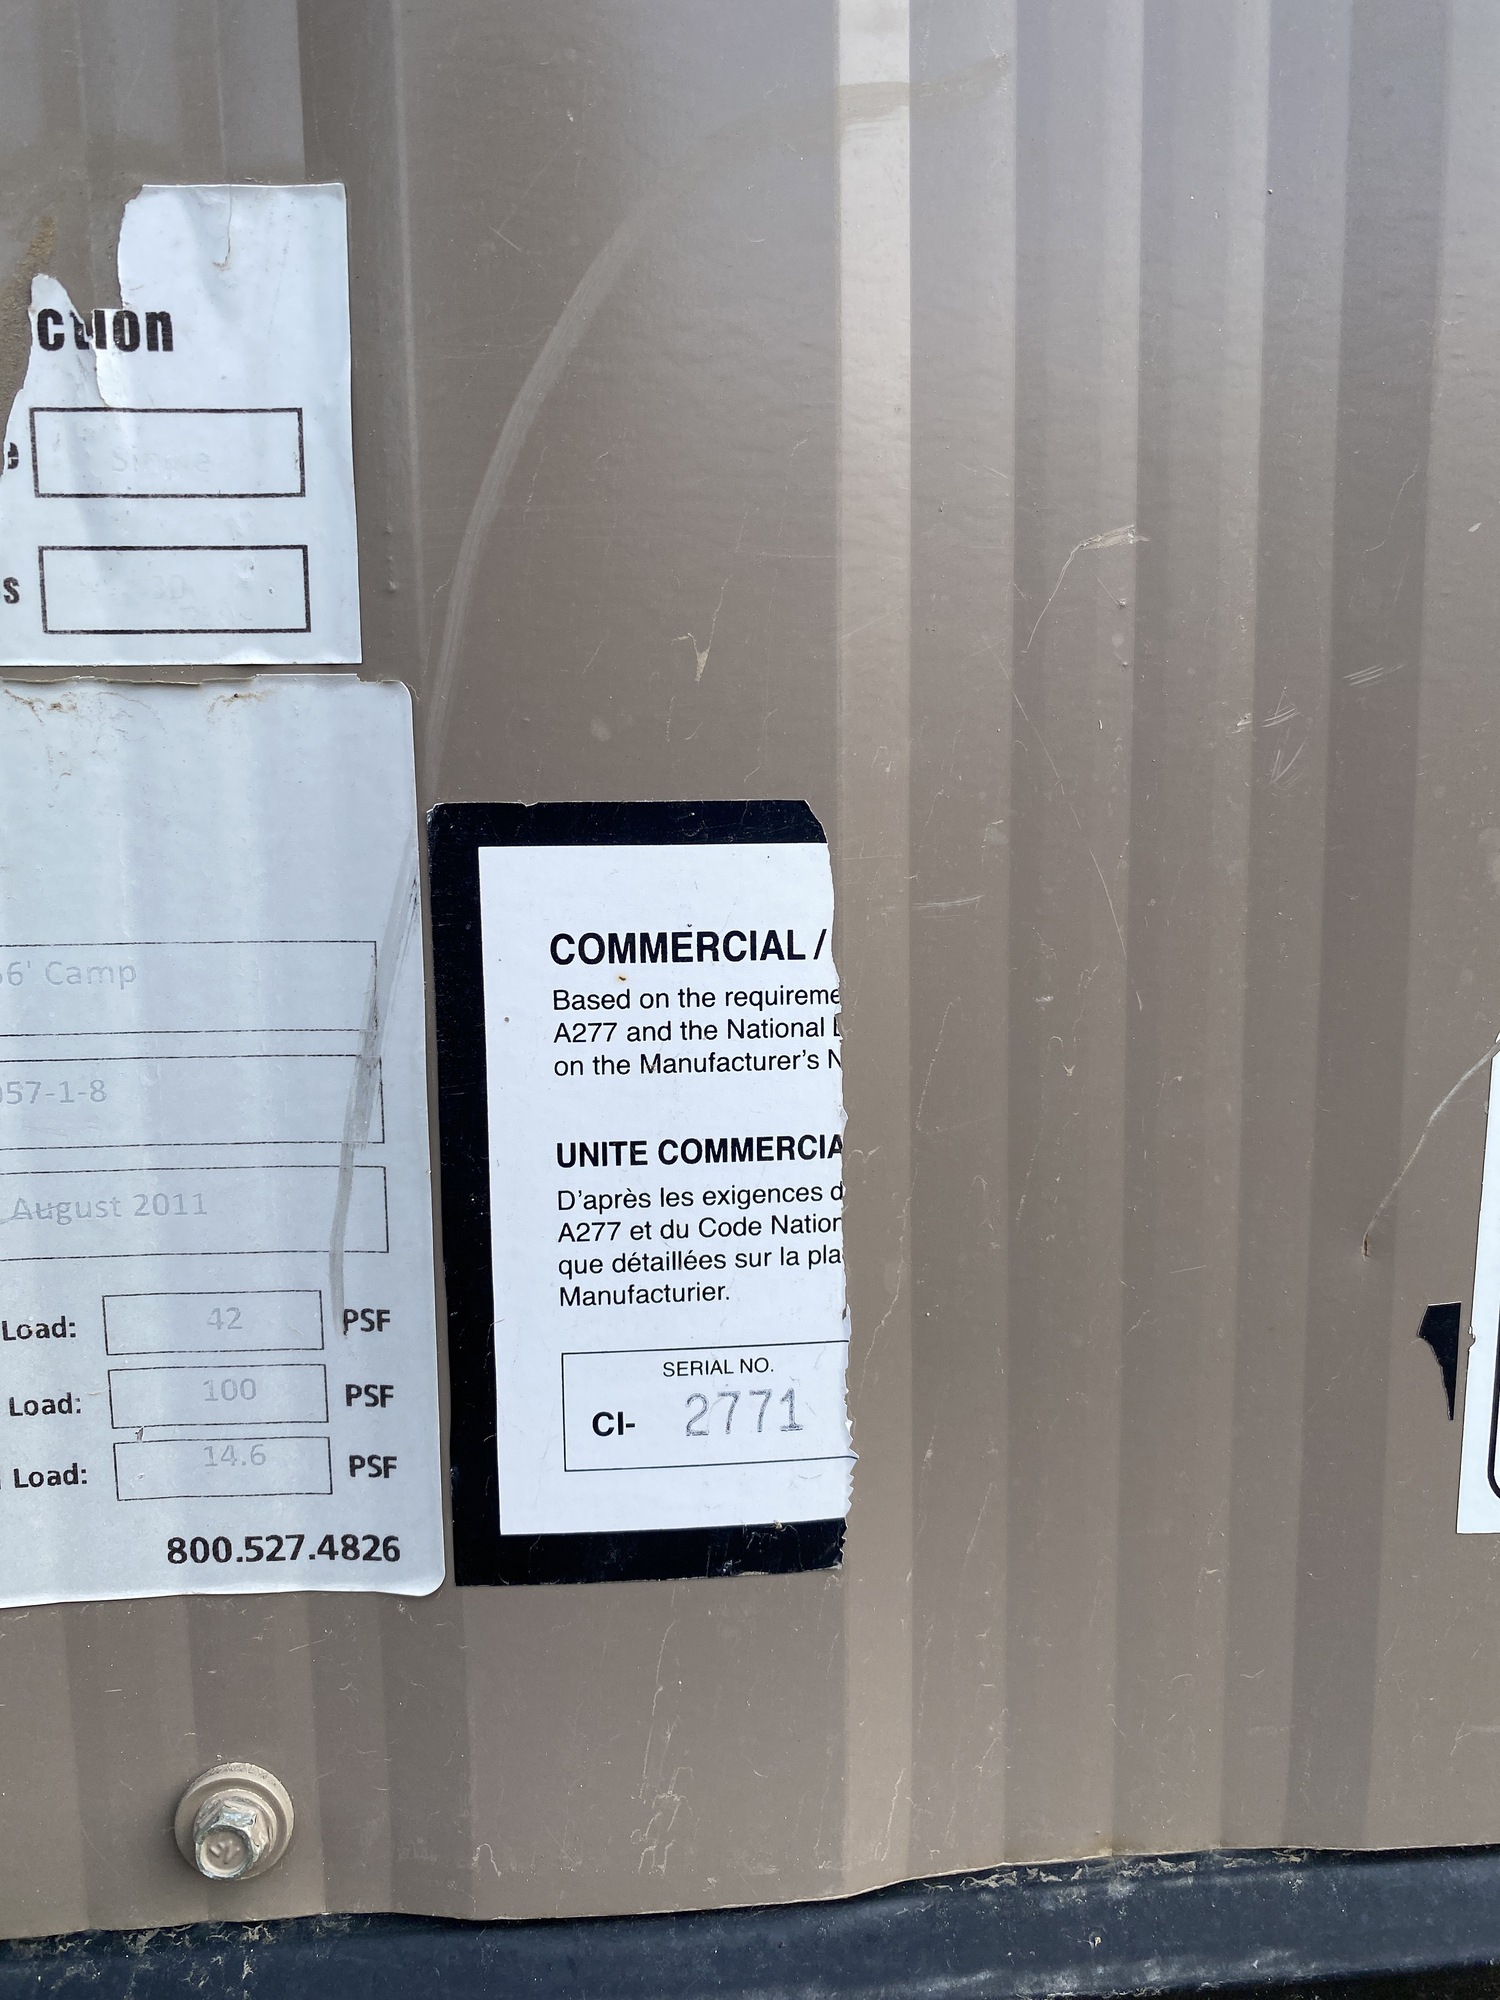 ction
30
6' Camp
057-1-8
August 2011
Load: 42 PSF
Load: 100 PSF
Load: 14.6 PSF
800.527.4826
COMMERCIAL /
Based on the requireme
A277 and the National
on the Manufacturer's N
UNITE COMMERCIA
D'après les exigences d
A277 et du Code Nation
que détaillées sur la pla
Manufacturier.
SERIAL NO.
CI- 2771